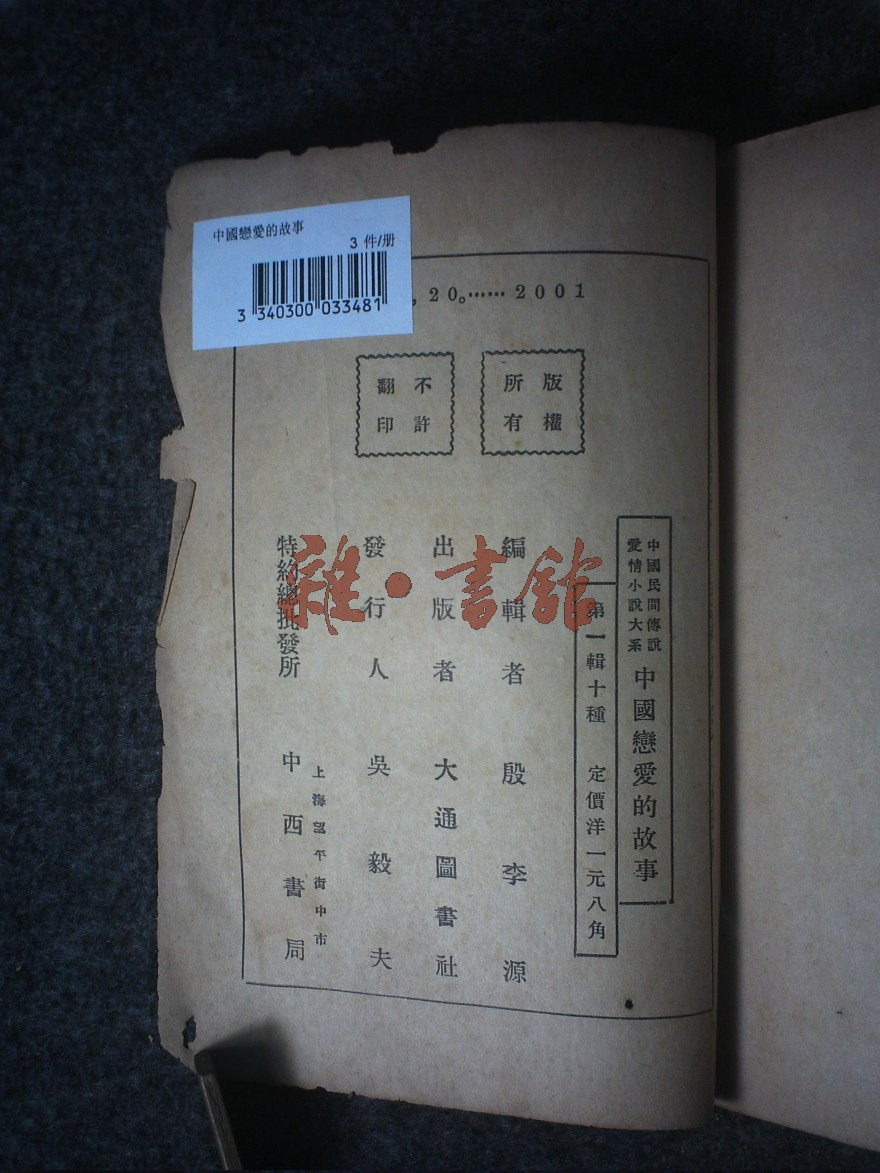 中國戀愛的故事
3 件/册
3 340300 033481
, 20。……2001
版權
所有
不許
翻印
中國民間傳說
愛情小說大系
中國戀愛的故事
第一輯十種 定價洋一元八角
編輯者 殷李源
出版者 大通圖書社
發行人 吳毅夫
上海望平街中市
特約總批發所 中西書局
雜·書館